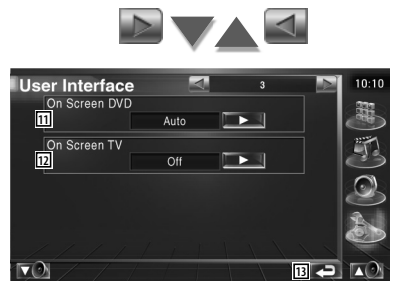 User Interface 3 10:10
On Screen DVD
11 Auto
On Screen TV
12 Off
13